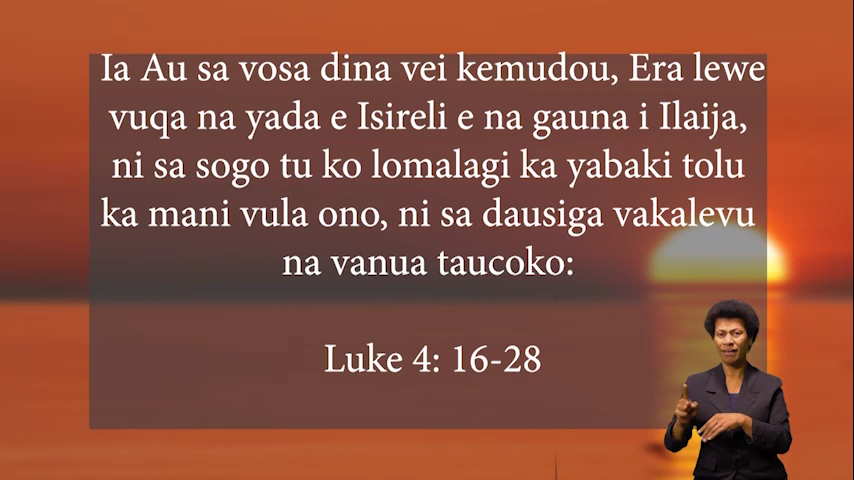 Ia Au sa vosa dina vei kemudou, Era lewe
vuqa na yada e Isireli e na gauna i Ilaija,
ni sa sogo tu ko lomalagi ka yabaki tolu
ka mani vula ono, ni sa dausiga vakalevu
na vanua taucoko:
Luke 4: 16-28